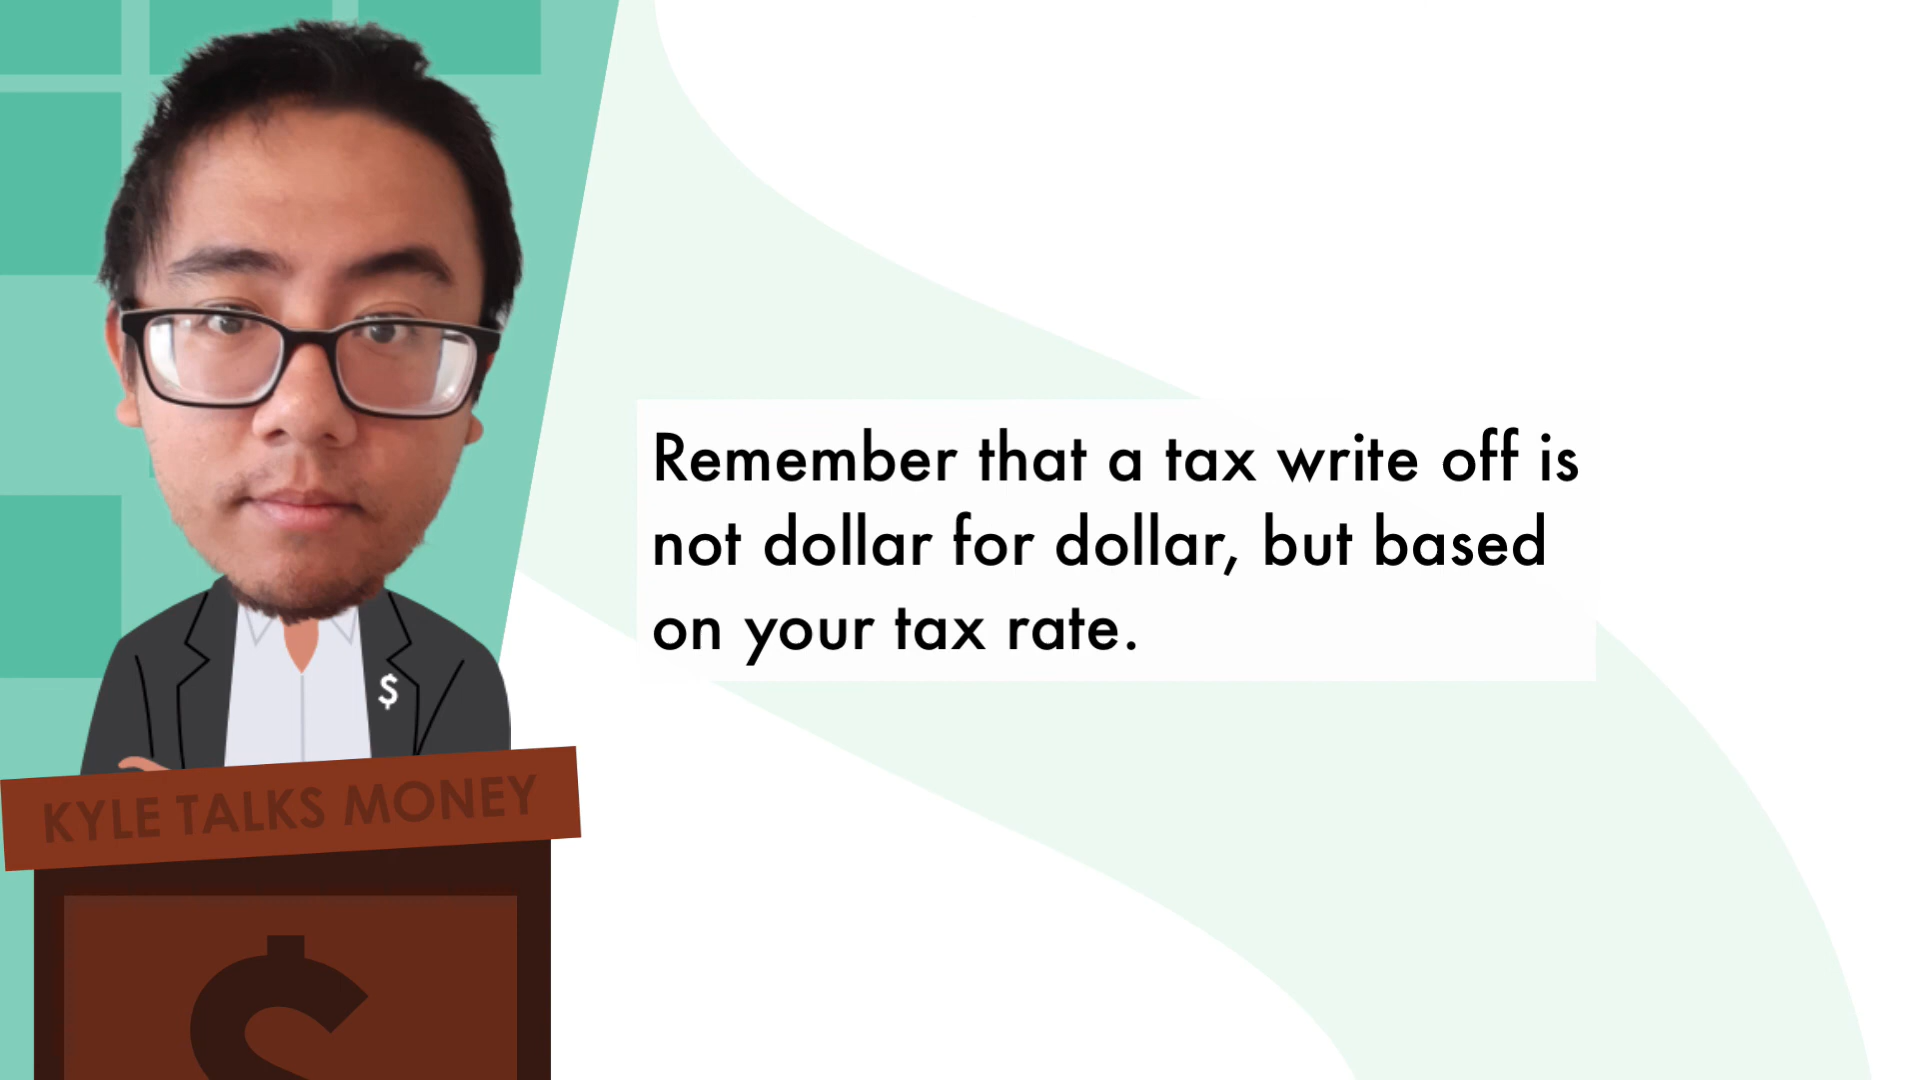 Remember that a tax write off is
not dollar for dollar, but based
on your tax rate.
$
KYLE TALKS MONEY
$